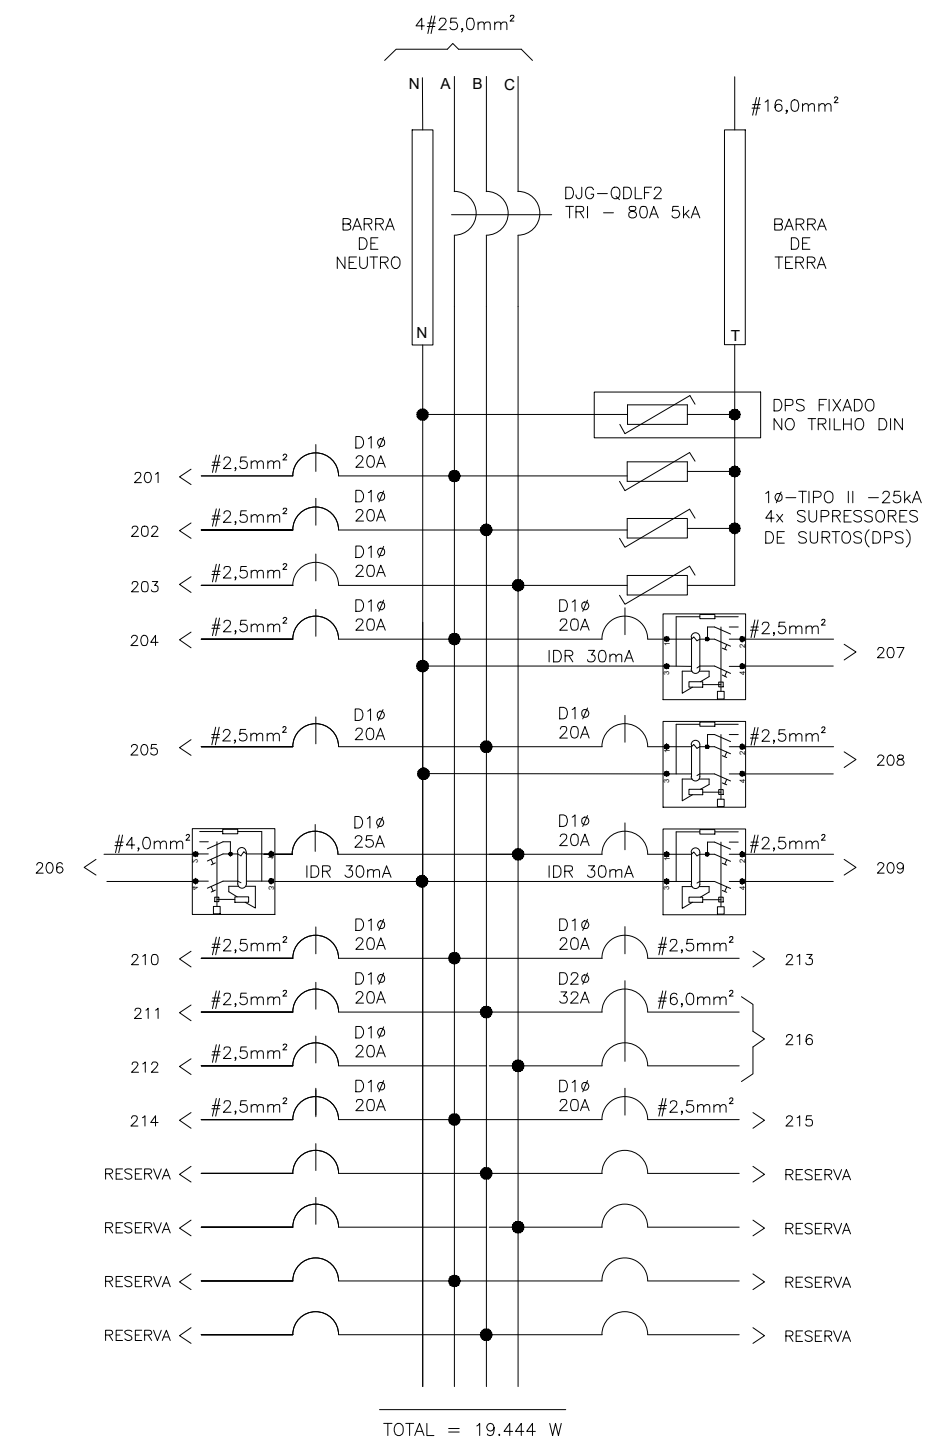 4#25,0mm²
N A B C
#16,0mm²
DJG-QDLF2
TRI - 80A 5kA
BARRA
DE
NEUTRO
BARRA
DE
TERRA
N
T
DPS FIXADO
NO TRILHO DIN
1ø-TIPO II -25kA
4x SUPRESSORES
DE SURTOS(DPS)
201 #2,5mm² D1ø
20A
202 #2,5mm² D1ø
20A
203 #2,5mm² D1ø
20A
204 #2,5mm² D1ø
20A
D1ø
20A
IDR 30mA
#2,5mm²
207
205 #2,5mm² D1ø
20A
D1ø
20A
#2,5mm²
208
206 #4,0mm² D1ø
25A
IDR 30mA
D1ø
20A
IDR 30mA
#2,5mm²
209
210 #2,5mm² D1ø
20A
D1ø
20A
#2,5mm² 213
211 #2,5mm² D1ø
20A
D2ø
32A
#6,0mm²
216
212 #2,5mm² D1ø
20A
214 #2,5mm² D1ø
20A
D1ø
20A
#2,5mm² 215
RESERVA RESERVA
RESERVA RESERVA
RESERVA RESERVA
RESERVA RESERVA
TOTAL = 19.444 W